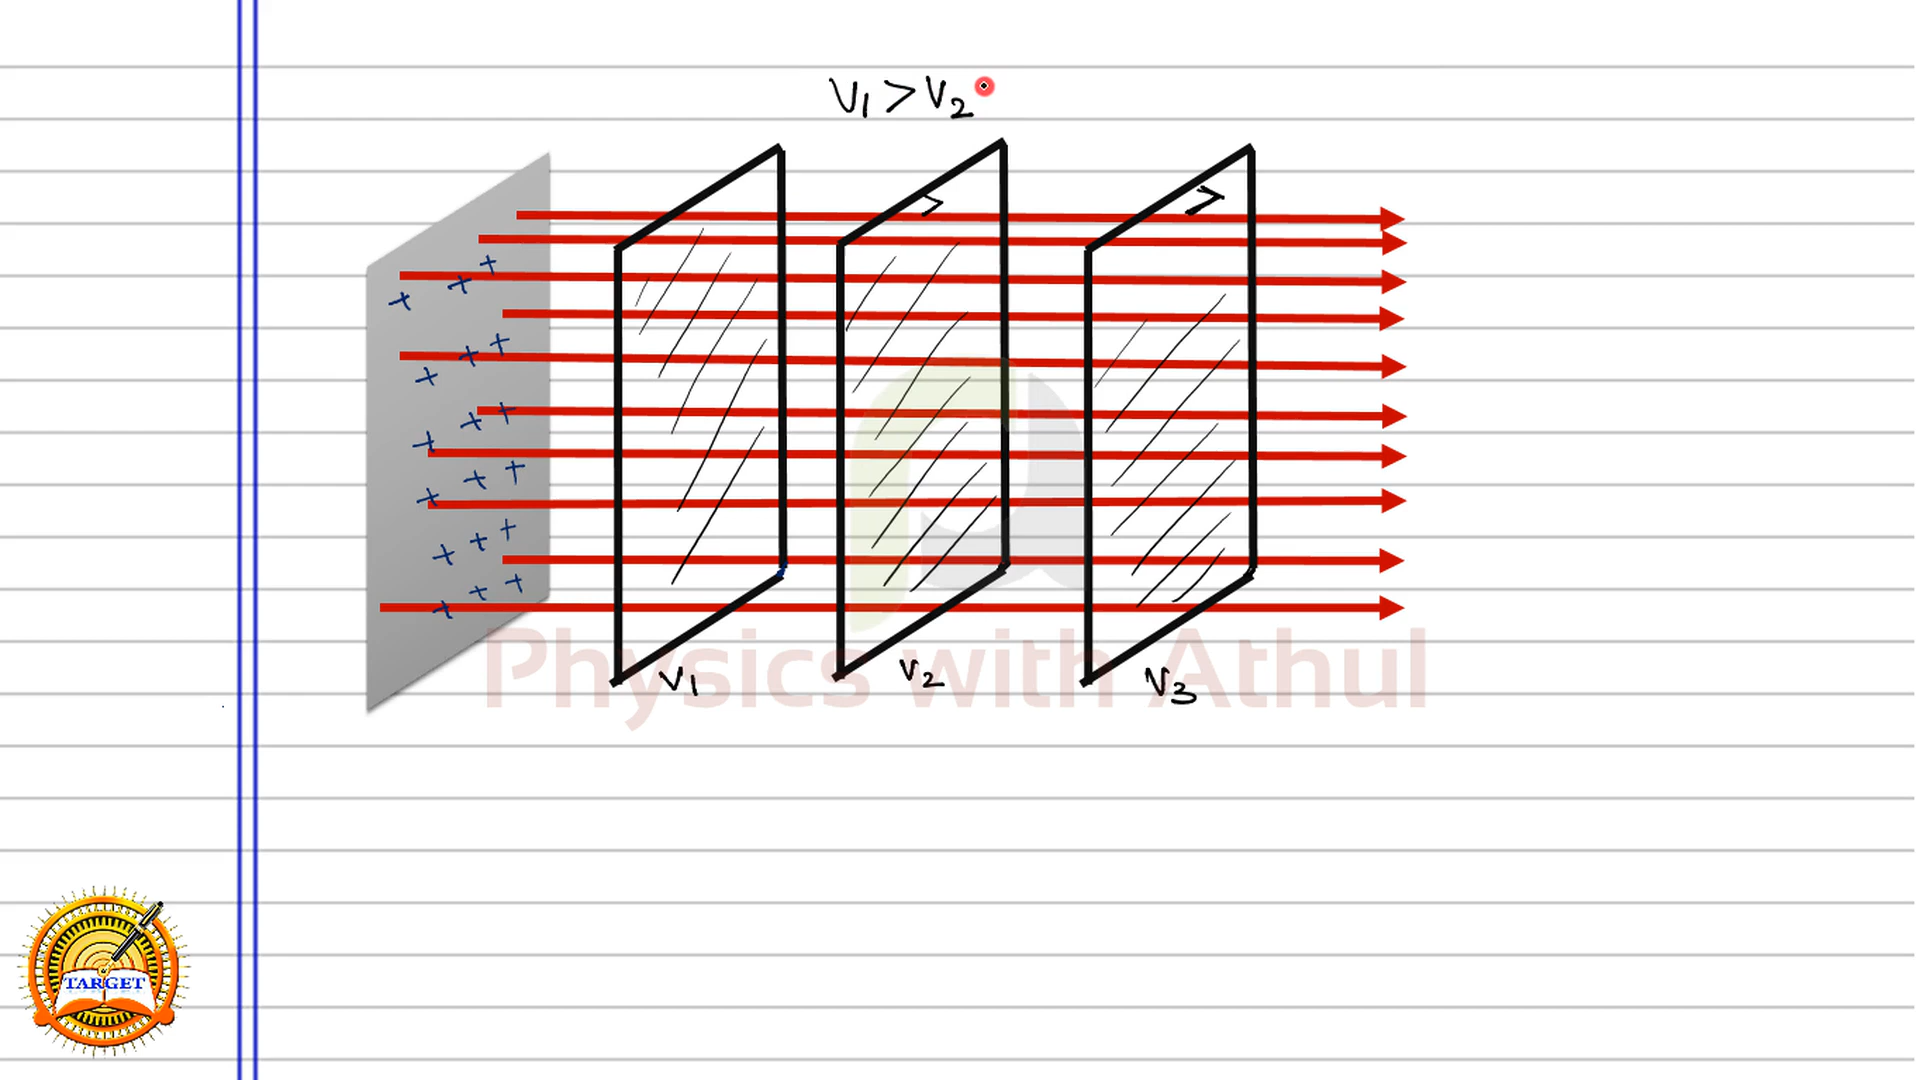 V₁ > V₂
>
>
+ + +
+ + +
+ + +
+ + +
+ + +
+ + +
V₁
V₂
V₃
Physics with Athul
TARGET